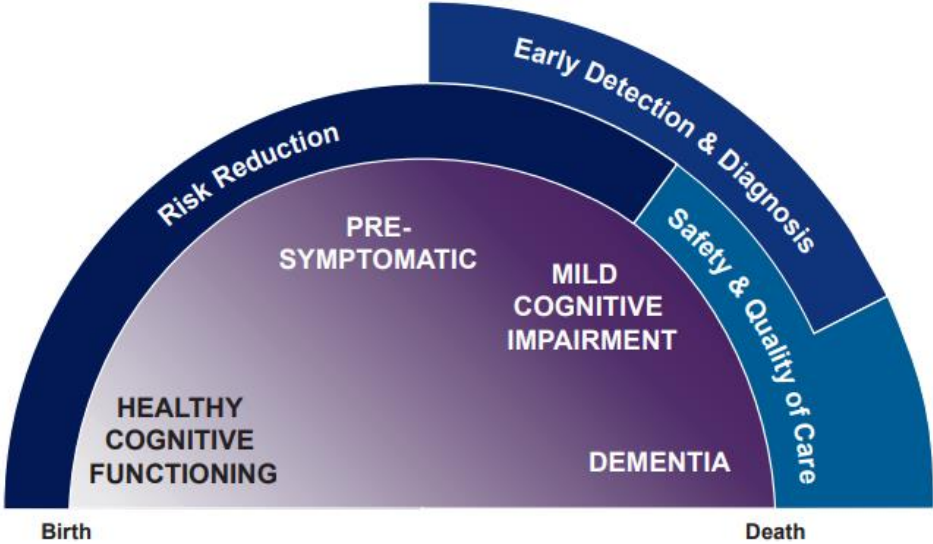 Early Detection & Diagnosis
Risk Reduction
Safety & Quality of Care
PRE-
SYMPTOMATIC
MILD
COGNITIVE
IMPAIRMENT
HEALTHY
COGNITIVE
FUNCTIONING
DEMENTIA
Birth
Death